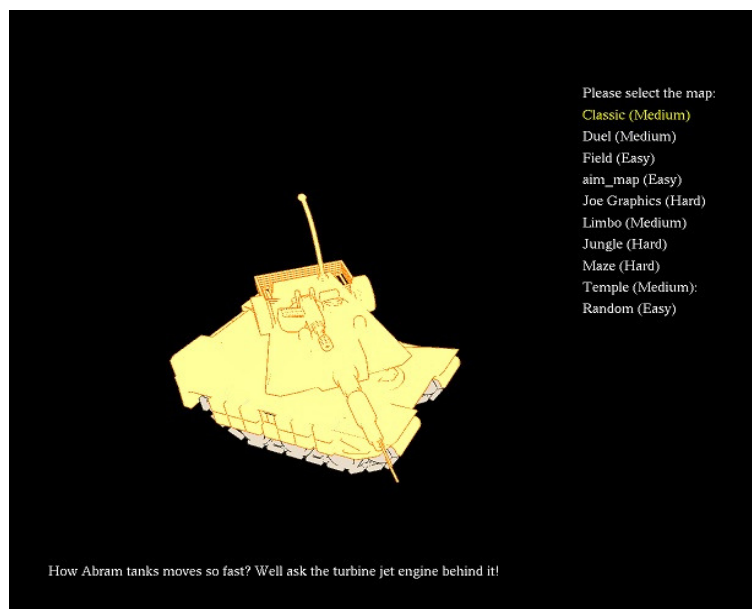 Please select the map:
Classic (Medium)
Duel (Medium)
Field (Easy)
aim_map (Easy)
Joe Graphics (Hard)
Limbo (Medium)
Jungle (Hard)
Maze (Hard)
Temple (Medium):
Random (Easy)
How Abram tanks moves so fast? Well ask the turbine jet engine behind it!